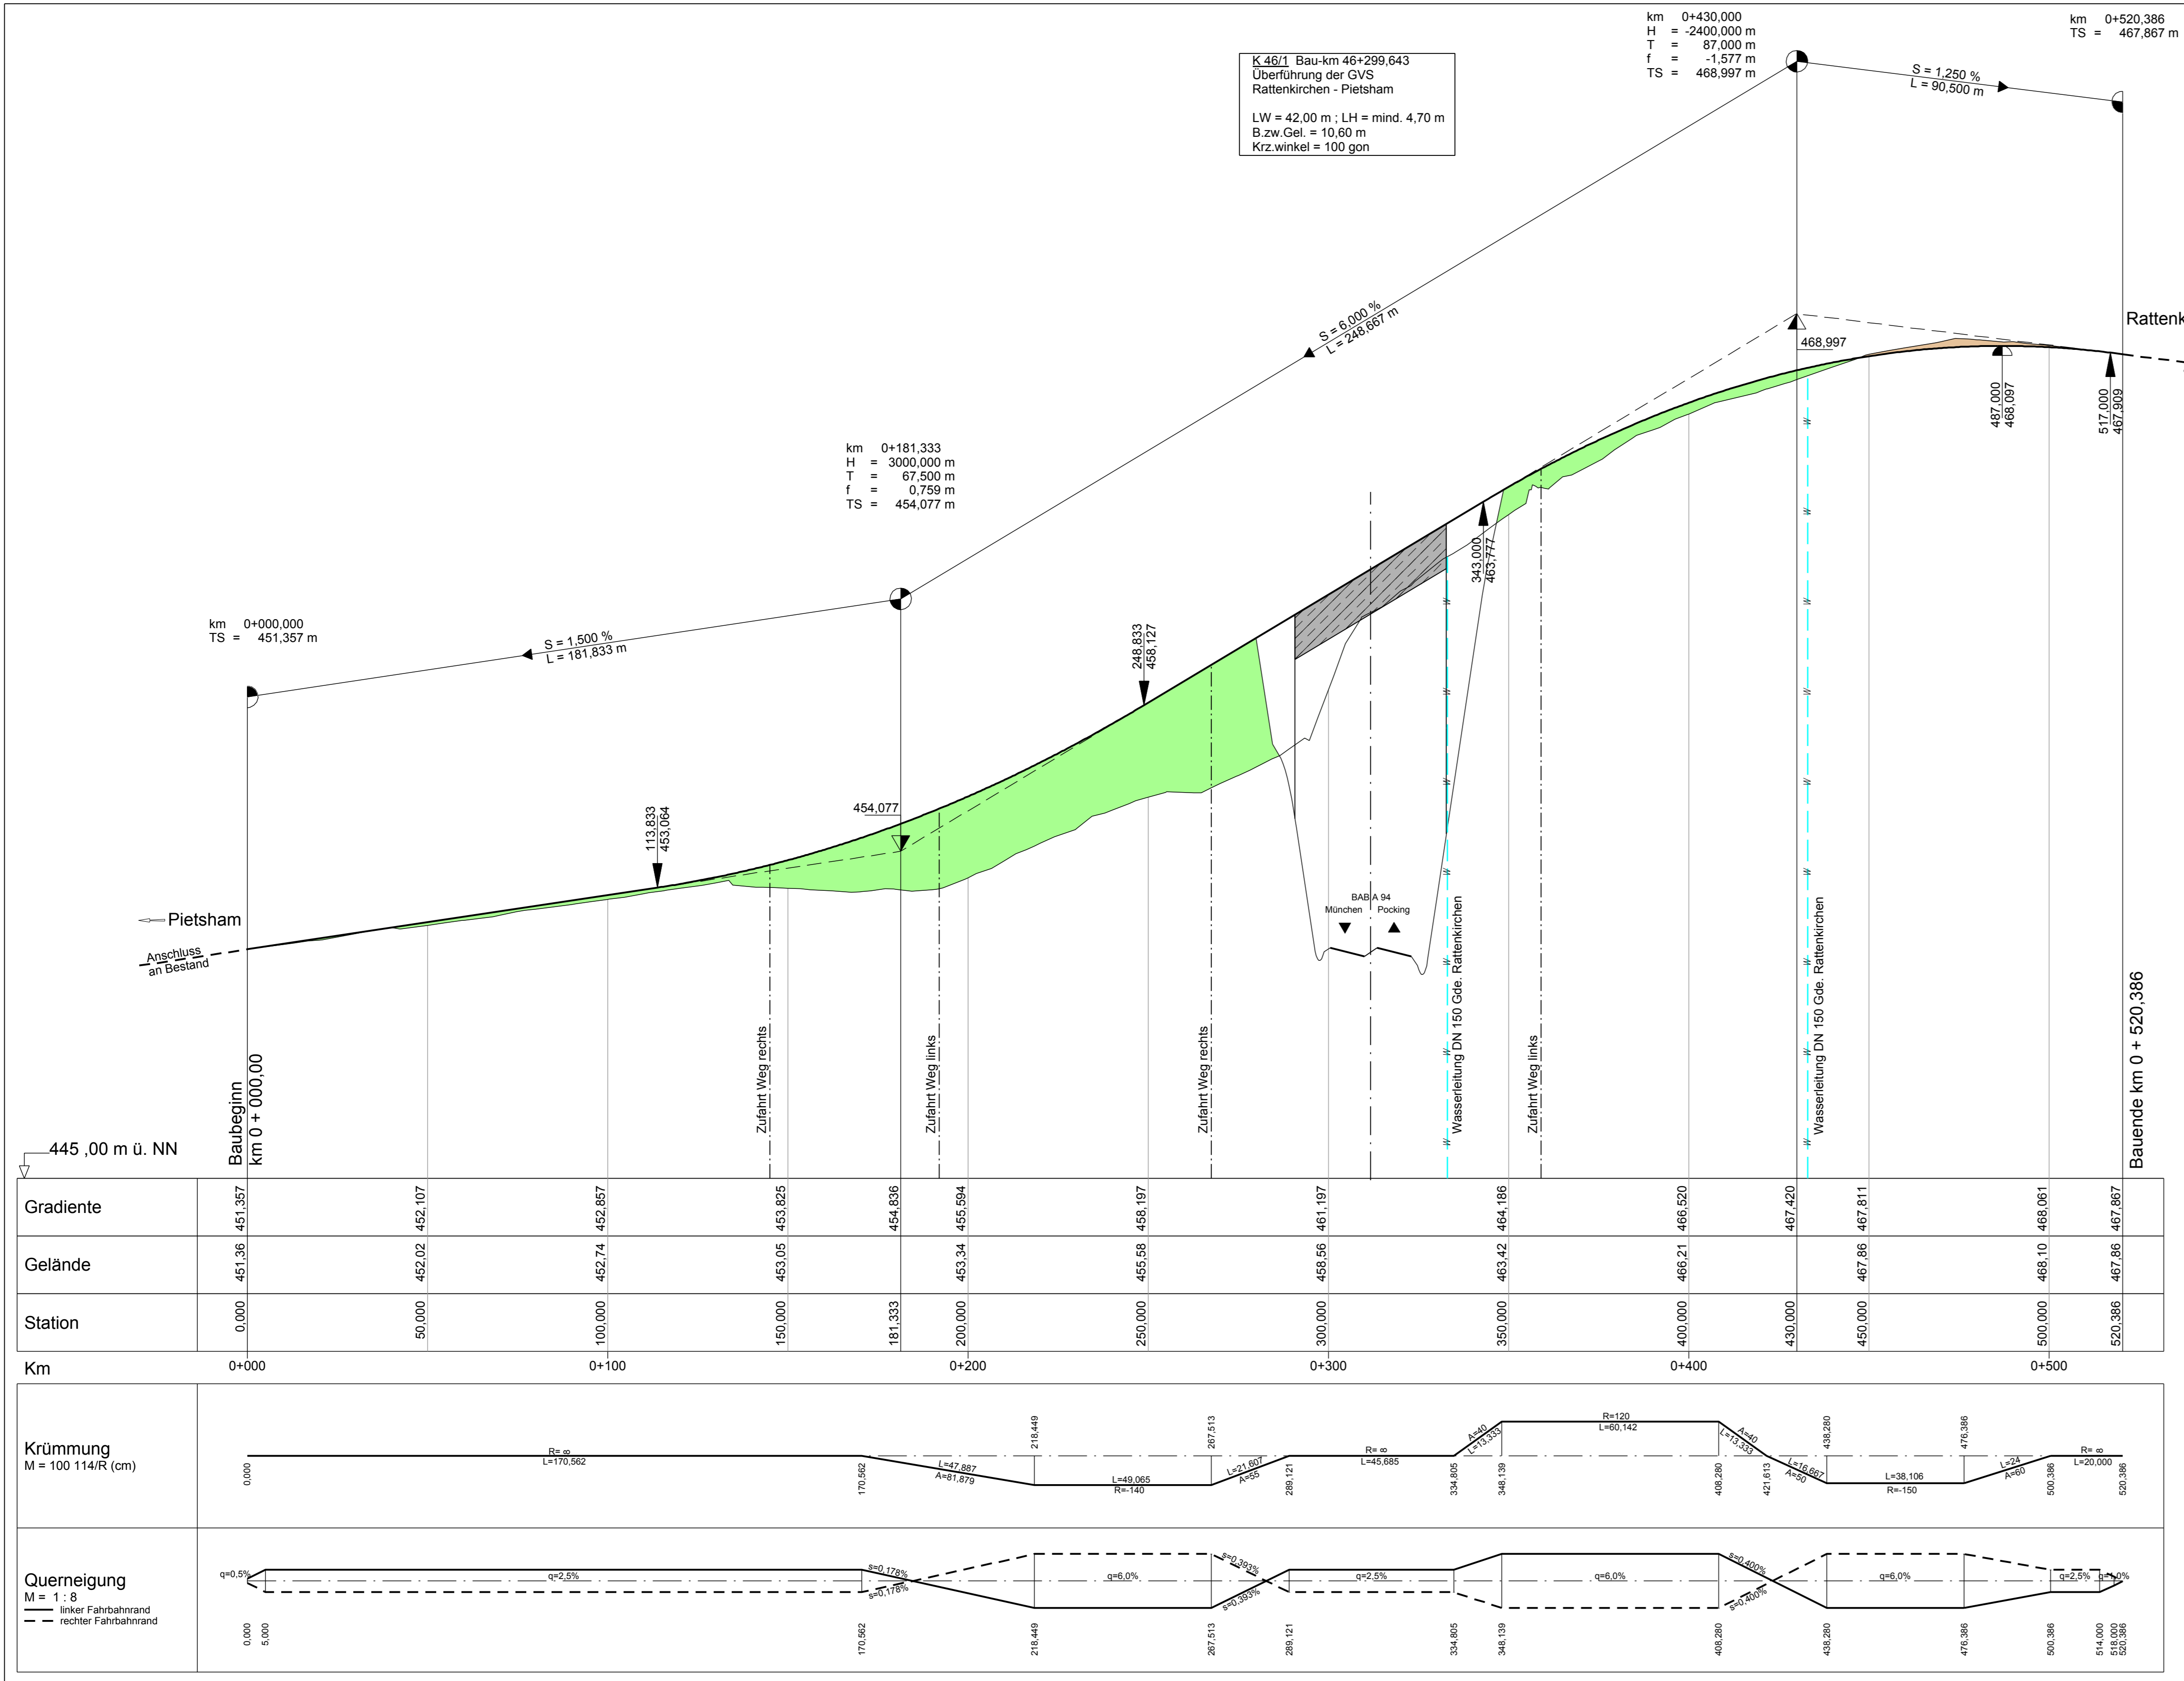 km 0+430,000
H = -2400,000 m
T = 87,000 m
f = -1,577 m
TS = 468,997 m
km 0+520,386
TS = 467,867 m
K 46/1 Bau-km 46+299,643
Überführung der GVS
Rattenkirchen - Pietsham
LW = 42,00 m ; LH = mind. 4,70 m
B.zw.Gel. = 10,60 m
Krz.winkel = 100 gon
S = 1,250 %
L = 90,500 m
S = 6,000 %
L = 248,667 m
Rattenk
468,997
487,000
468,097
517,000
467,909
km 0+181,333
H = 3000,000 m
T = 67,500 m
f = 0,759 m
TS = 454,077 m
343,000
463,777
km 0+000,000
TS = 451,357 m
S = 1,500 %
L = 181,833 m
248,833
458,127
454,077
113,833
453,064
Pietsham
Anschluss
an Bestand
BAB A 94
München Pocking
Baubeginn
km 0 + 000,00
Zufahrt Weg rechts
Zufahrt Weg links
Zufahrt Weg rechts
Wasserleitung DN 150 Gde. Rattenkirchen
Zufahrt Weg links
Wasserleitung DN 150 Gde. Rattenkirchen
Bauende km 0 + 520,386
W W W W W W W
W W W W W W W W W
445 ,00 m ü. NN
Gradiente 451,357 452,107 452,857 453,825 454,836 455,594 458,197 461,197 464,186 466,520 467,420 467,811 468,061 467,867
Gelände 451,36 452,02 452,74 453,05 453,34 455,58 458,56 463,42 466,21 467,86 468,10 467,86
Station 0,000 50,000 100,000 150,000 181,333 200,000 250,000 300,000 350,000 400,000 430,000 450,000 500,000 520,386
Km 0+000 0+100 0+200 0+300 0+400 0+500
Krümmung
M = 100 114/R (cm)
R= ∞
L=170,562
L=47,887
A=81,879
L=49,065
R=-140
L=21,607
A=55
R= ∞
L=45,685
A=40
L=13,333
R=120
L=60,142
A=40
L=13,333
L=16,667
A=50
L=38,106
R=-150
L=24
A=60
R= ∞
L=20,000
0,000 170,562 218,449 267,513 289,121 334,805 348,139 408,280 421,613 438,280 476,386 500,386 520,386
Querneigung
M = 1 : 8
linker Fahrbahnrand
rechter Fahrbahnrand
q=0,5% q=2,5% s=0,178% s=0,178% q=6,0% s=0,393% s=0,393% q=2,5% q=6,0% s=0,400% s=0,400% q=6,0% q=2,5% q=1,0%
0,000 5,000 170,562 218,449 267,513 289,121 334,805 348,139 408,280 438,280 476,386 500,386 514,000 518,000 520,386